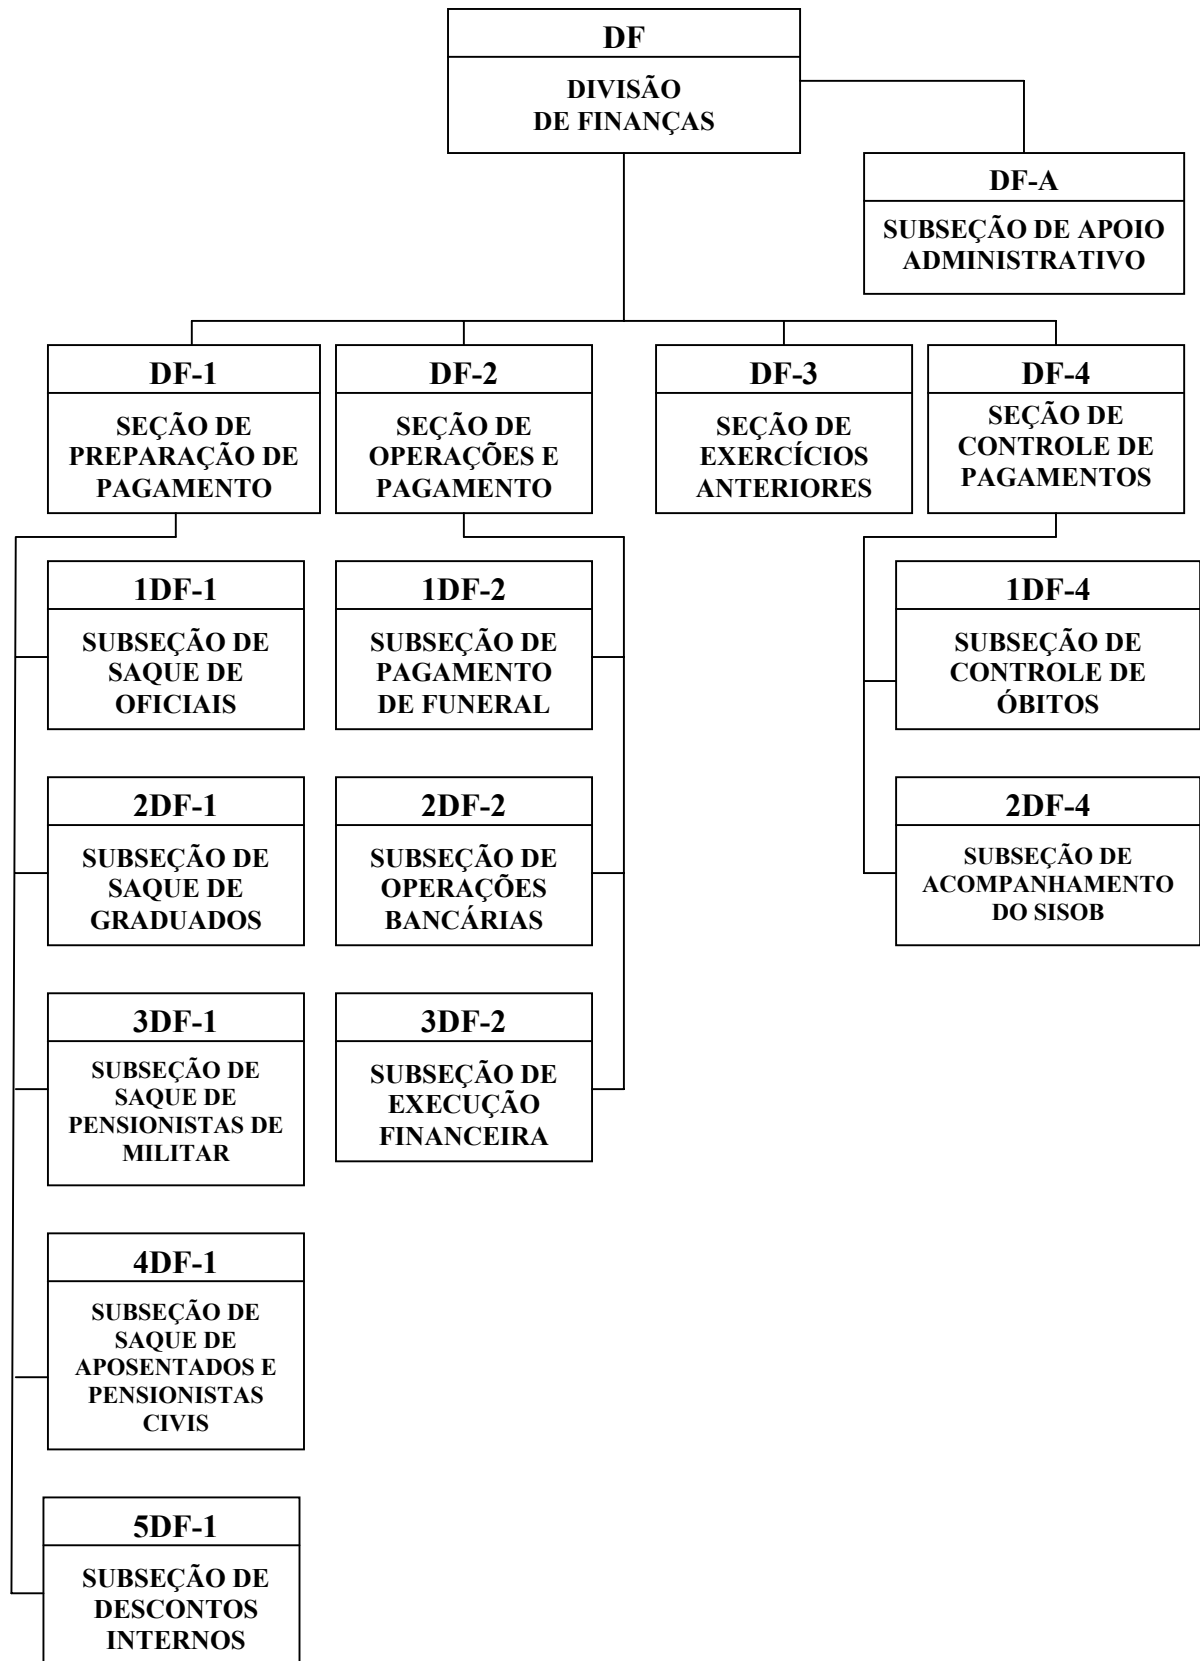 DF
DIVISÃO
DE FINANÇAS
DF-A
SUBSEÇÃO DE APOIO
ADMINISTRATIVO
DF-1
SEÇÃO DE
PREPARAÇÃO DE
PAGAMENTO
DF-2
SEÇÃO DE
OPERAÇÕES E
PAGAMENTO
DF-3
SEÇÃO DE
EXERCÍCIOS
ANTERIORES
DF-4
SEÇÃO DE
CONTROLE DE
PAGAMENTOS
1DF-1
SUBSEÇÃO DE
SAQUE DE
OFICIAIS
1DF-2
SUBSEÇÃO DE
PAGAMENTO
DE FUNERAL
1DF-4
SUBSEÇÃO DE
CONTROLE DE
ÓBITOS
2DF-1
SUBSEÇÃO DE
SAQUE DE
GRADUADOS
2DF-2
SUBSEÇÃO DE
OPERAÇÕES
BANCÁRIAS
2DF-4
SUBSEÇÃO DE
ACOMPANHAMENTO
DO SISOB
3DF-1
SUBSEÇÃO DE
SAQUE DE
PENSIONISTAS DE
MILITAR
3DF-2
SUBSEÇÃO DE
EXECUÇÃO
FINANCEIRA
4DF-1
SUBSEÇÃO DE
SAQUE DE
APOSENTADOS E
PENSIONISTAS
CIVIS
5DF-1
SUBSEÇÃO DE
DESCONTOS
INTERNOS